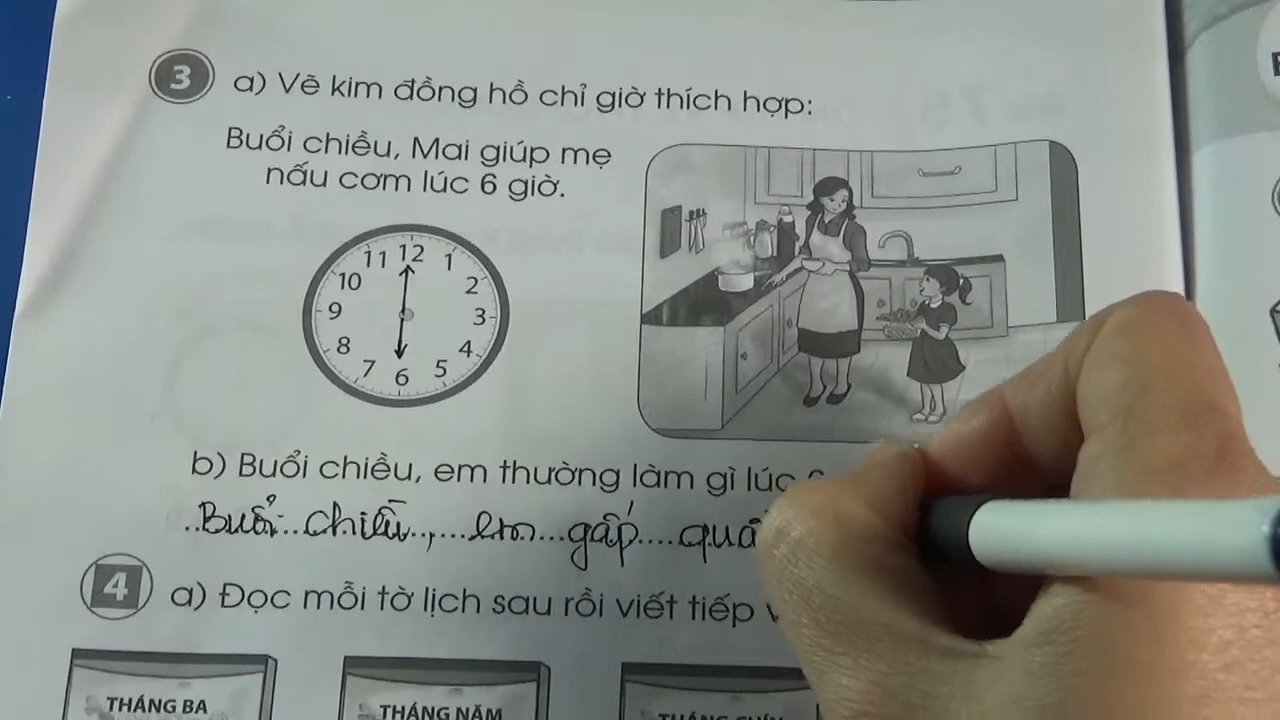 3 a) Vẽ kim đồng hồ chỉ giờ thích hợp:
Buổi chiều, Mai giúp mẹ
nấu cơm lúc 6 giờ.
12
11 1
10 2
9 3
8 4
7 5
6
b) Buổi chiều, em thường làm gì lúc
Buổi chiều, em gấp
4 a) Đọc mỗi tờ lịch sau rồi viết tiếp
THÁNG BA
THÁNG NĂM